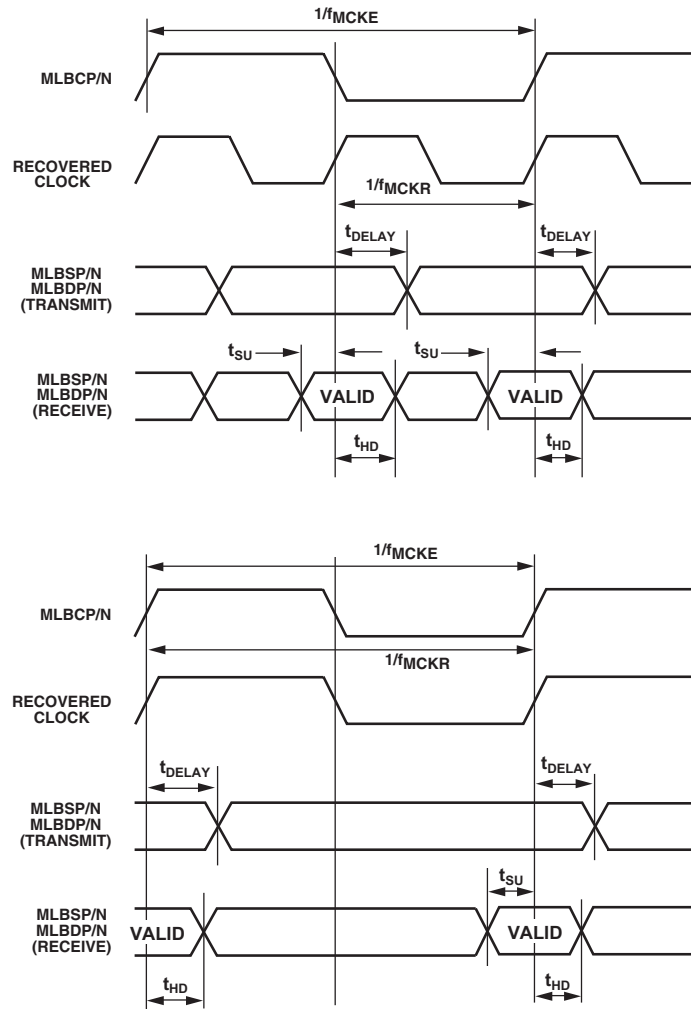 1/fMCKE
MLBCP/N
RECOVERED
CLOCK
1/fMCKR
tDELAY
tDELAY
MLBSP/N
MLBDP/N
(TRANSMIT)
tSU
tSU
MLBSP/N
MLBDP/N
(RECEIVE)
VALID
VALID
tHD
tHD
1/fMCKE
MLBCP/N
1/fMCKR
RECOVERED
CLOCK
tDELAY
tDELAY
MLBSP/N
MLBDP/N
(TRANSMIT)
tSU
MLBSP/N
MLBDP/N
(RECEIVE)
VALID
VALID
tHD
tHD